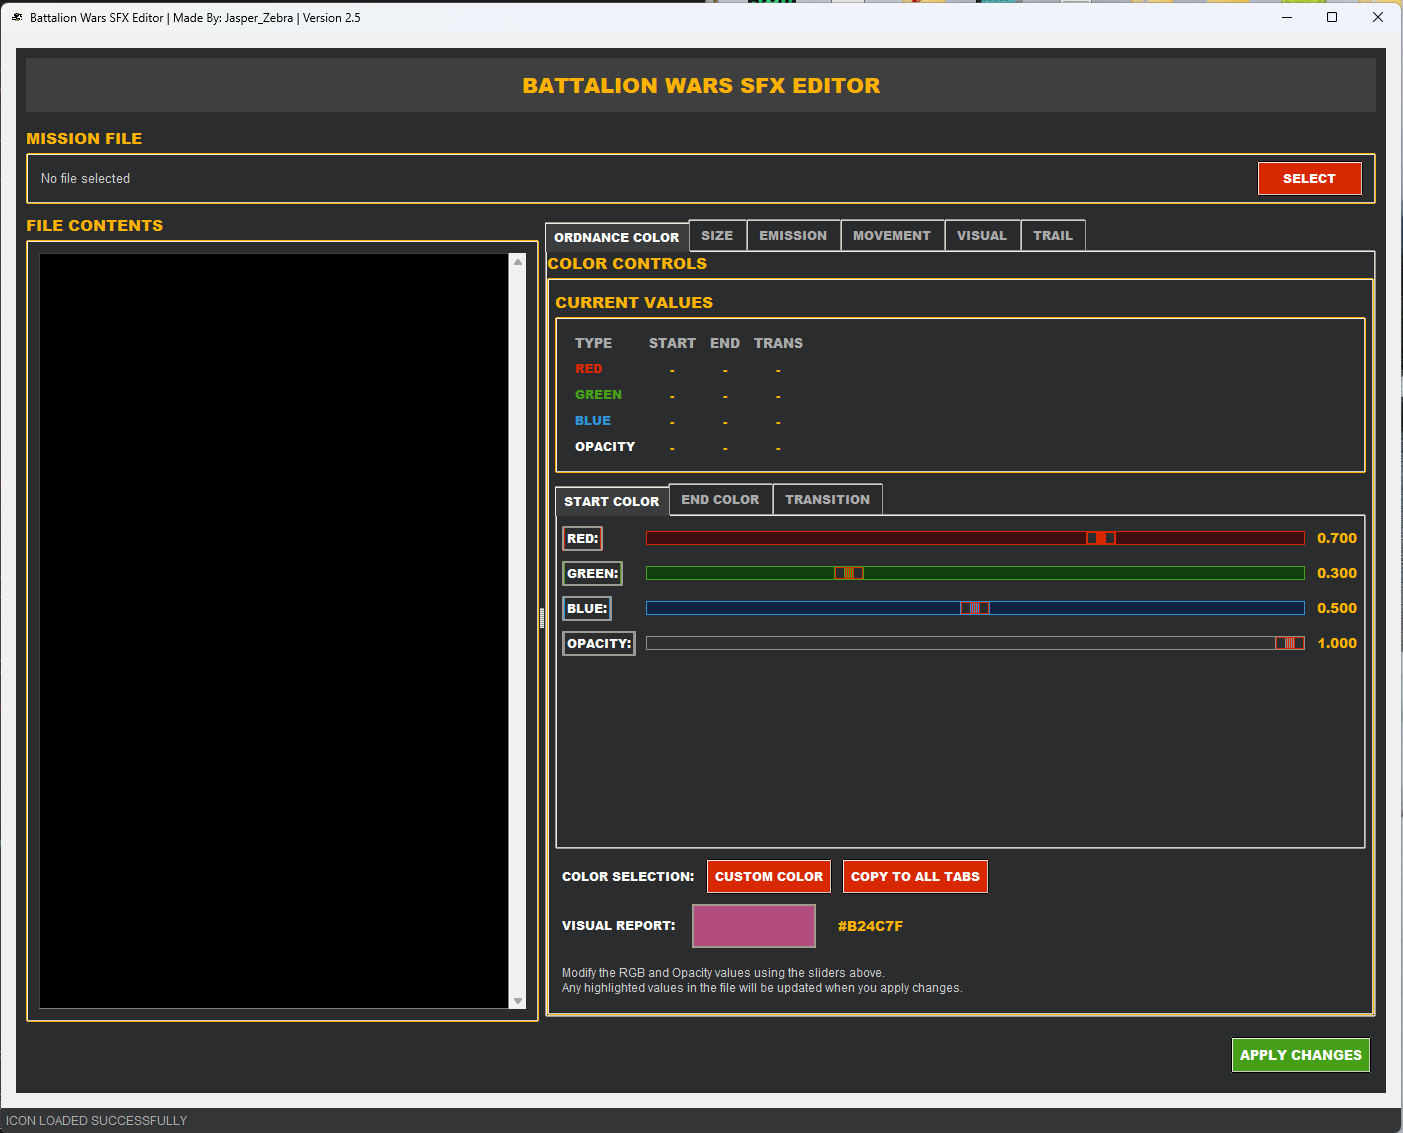 Battalion Wars SFX Editor | Made By: Jasper_Zebra | Version 2.5
BATTALION WARS SFX EDITOR
MISSION FILE
No file selected
SELECT
FILE CONTENTS
ORDNANCE COLOR
SIZE
EMISSION
MOVEMENT
VISUAL
TRAIL
COLOR CONTROLS
CURRENT VALUES
TYPE START END TRANS
RED - - -
GREEN - - -
BLUE - - -
OPACITY - - -
START COLOR
END COLOR
TRANSITION
RED: 0.700
GREEN: 0.300
BLUE: 0.500
OPACITY: 1.000
COLOR SELECTION: CUSTOM COLOR COPY TO ALL TABS
VISUAL REPORT: #B24C7F
Modify the RGB and Opacity values using the sliders above.
Any highlighted values in the file will be updated when you apply changes.
APPLY CHANGES
ICON LOADED SUCCESSFULLY